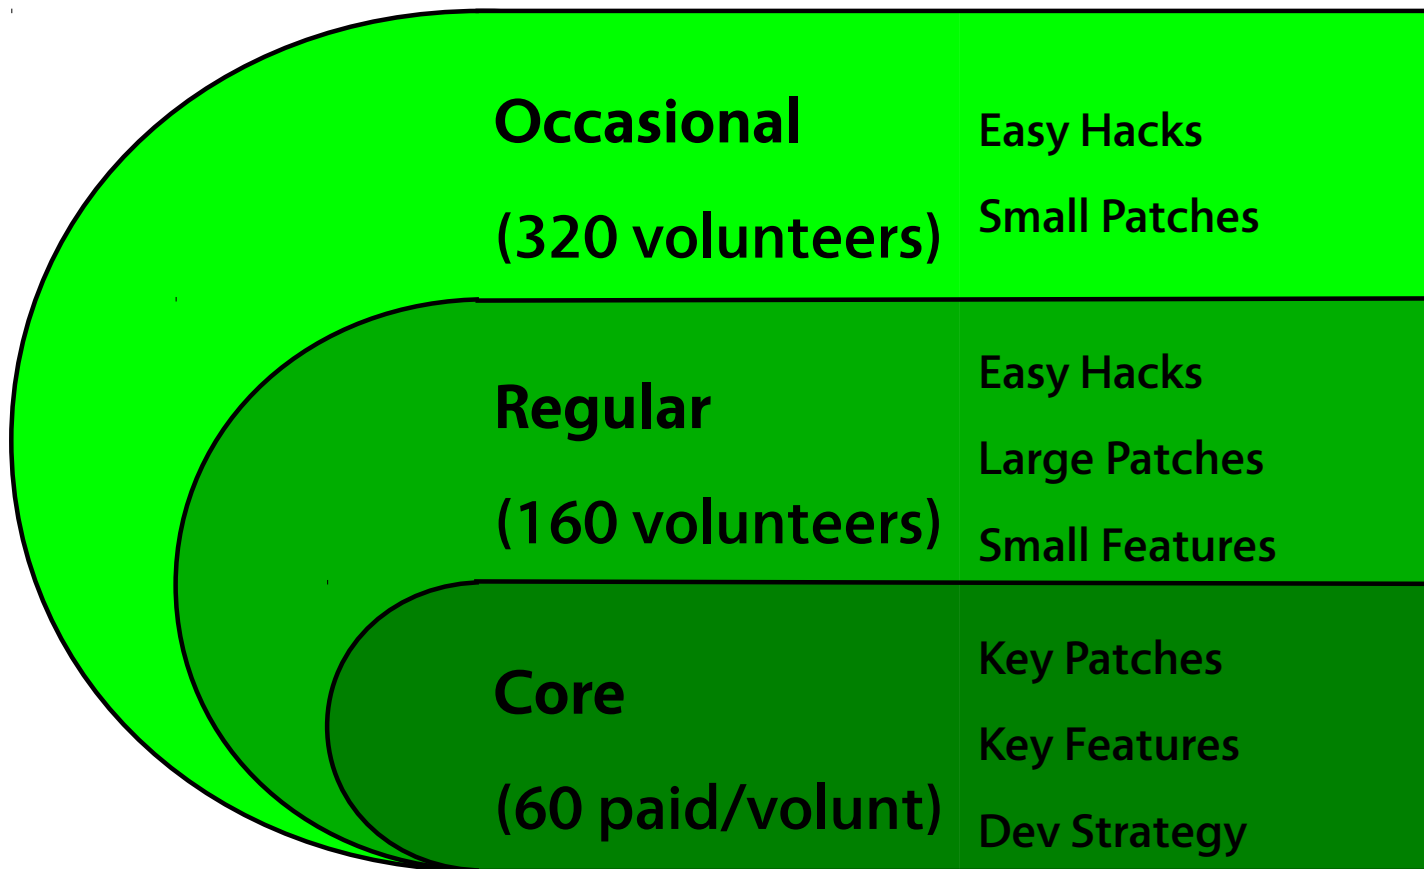 Occasional
(320 volunteers)
Easy Hacks
Small Patches
Regular
(160 volunteers)
Easy Hacks
Large Patches
Small Features
Core
(60 paid/volunt)
Key Patches
Key Features
Dev Strategy